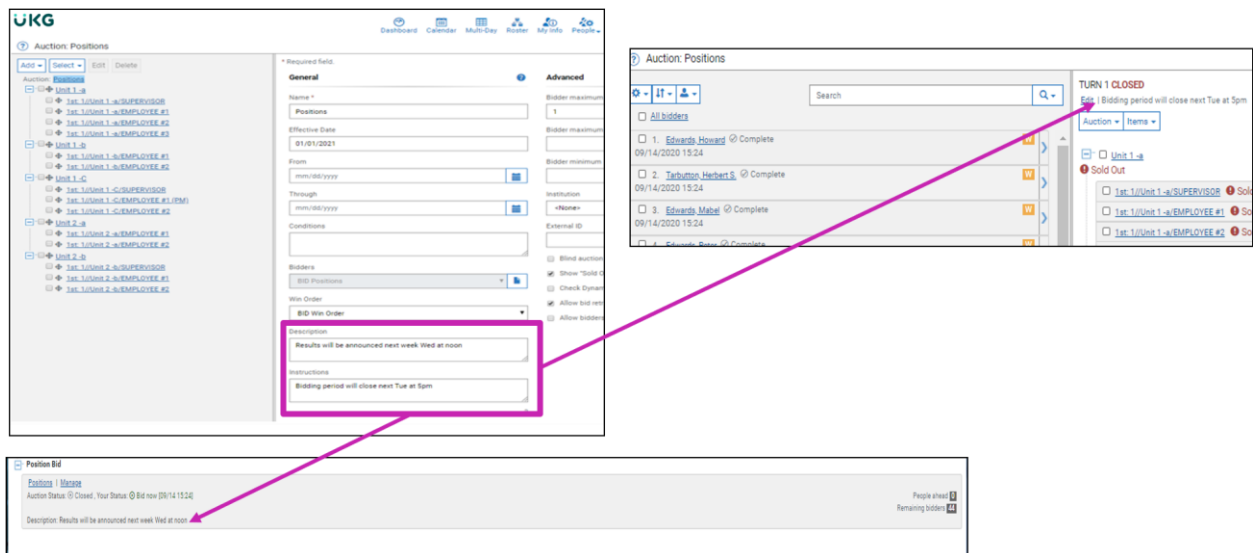 UKG
Dashboard Calendar Multi-Day Roster My Info People
? Auction: Positions
Add Select Edit Delete
Auction: Positions
Unit 1 -a
1st: 1//Unit 1 -a/SUPERVISOR
1st: 1//Unit 1 -a/EMPLOYEE #1
1st: 1//Unit 1 -a/EMPLOYEE #2
1st: 1//Unit 1 -a/EMPLOYEE #3
Unit 1 -b
1st: 1//Unit 1 -b/EMPLOYEE #1
1st: 1//Unit 1 -b/EMPLOYEE #2
Unit 1 -C
1st: 1//Unit 1 -C/SUPERVISOR
1st: 1//Unit 1 -C/EMPLOYEE #1 (PM)
1st: 1//Unit 1 -C/EMPLOYEE #2
Unit 2 -a
1st: 1//Unit 2 -a/EMPLOYEE #1
1st: 1//Unit 2 -a/EMPLOYEE #2
Unit 2 -b
1st: 1//Unit 2 -b/SUPERVISOR
1st: 1//Unit 2 -b/EMPLOYEE #1
1st: 1//Unit 2 -b/EMPLOYEE #2
* Required field.
General ?
Name *
Positions
Effective Date
01/01/2021
From
mm/dd/yyyy
Through
mm/dd/yyyy
Conditions
Bidders
BID Positions
Win Order
BID Win Order
Description
Results will be announced next week Wed at noon
Instructions
Bidding period will close next Tue at 5pm
Advanced
Bidder maximum
1
Bidder maximum
Bidder minimum
Institution
<None>
External ID
Blind auction
Show "Sold O
Check Dynam
Allow bid retr
Allow bidders
? Auction: Positions
Search
All bidders
1. Edwards, Howard Complete W
09/14/2020 15:24
2. Tarbutton, Herbert S. Complete W
09/14/2020 15:24
3. Edwards, Mabel Complete W
09/14/2020 15:24
4. Edwards, Peter Complete
TURN 1 CLOSED
Edit | Bidding period will close next Tue at 5pm
Auction Items
Unit 1 -a
Sold Out
1st: 1//Unit 1 -a/SUPERVISOR Sold
1st: 1//Unit 1 -a/EMPLOYEE #1 Sol
1st: 1//Unit 1 -a/EMPLOYEE #2 So
Position Bid
Positions | Manage
Auction Status: Closed , Your Status: Bid now [09/14 15:24]
Description: Results will be announced next week Wed at noon
People ahead 0
Remaining bidders 44